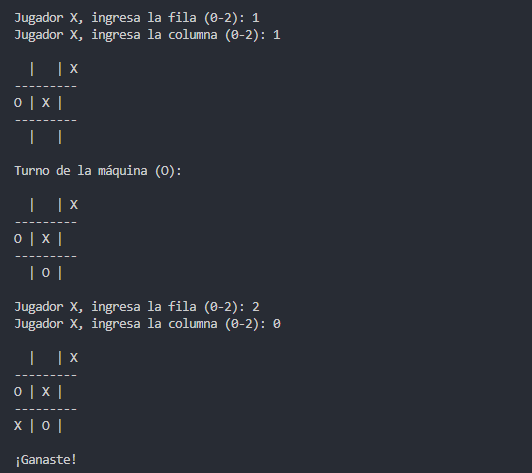 Jugador X, ingresa la fila (0-2): 1
Jugador X, ingresa la columna (0-2): 1
  |   | X
---------
O | X |
---------
  |   |
Turno de la máquina (O):
  |   | X
---------
O | X |
---------
  | O |
Jugador X, ingresa la fila (0-2): 2
Jugador X, ingresa la columna (0-2): 0
  |   | X
---------
O | X |
---------
X | O |
¡Ganaste!